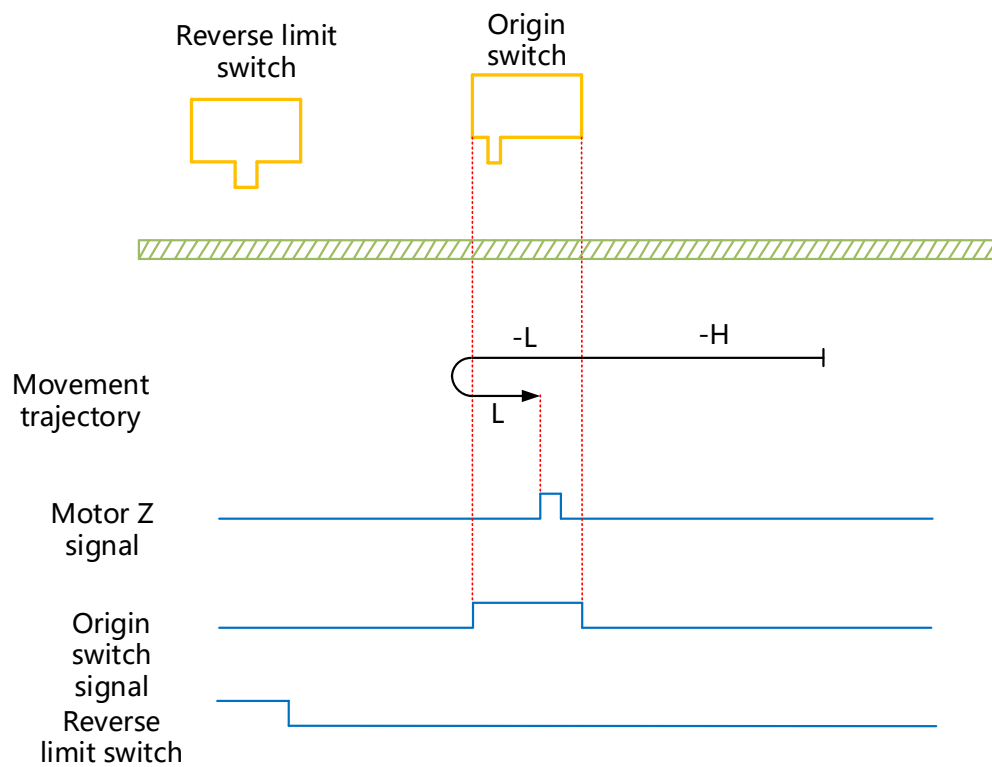 Reverse limit
switch
Origin
switch
-L
-H
Movement
trajectory
L
Motor Z
signal
Origin
switch
signal
Reverse
limit switch